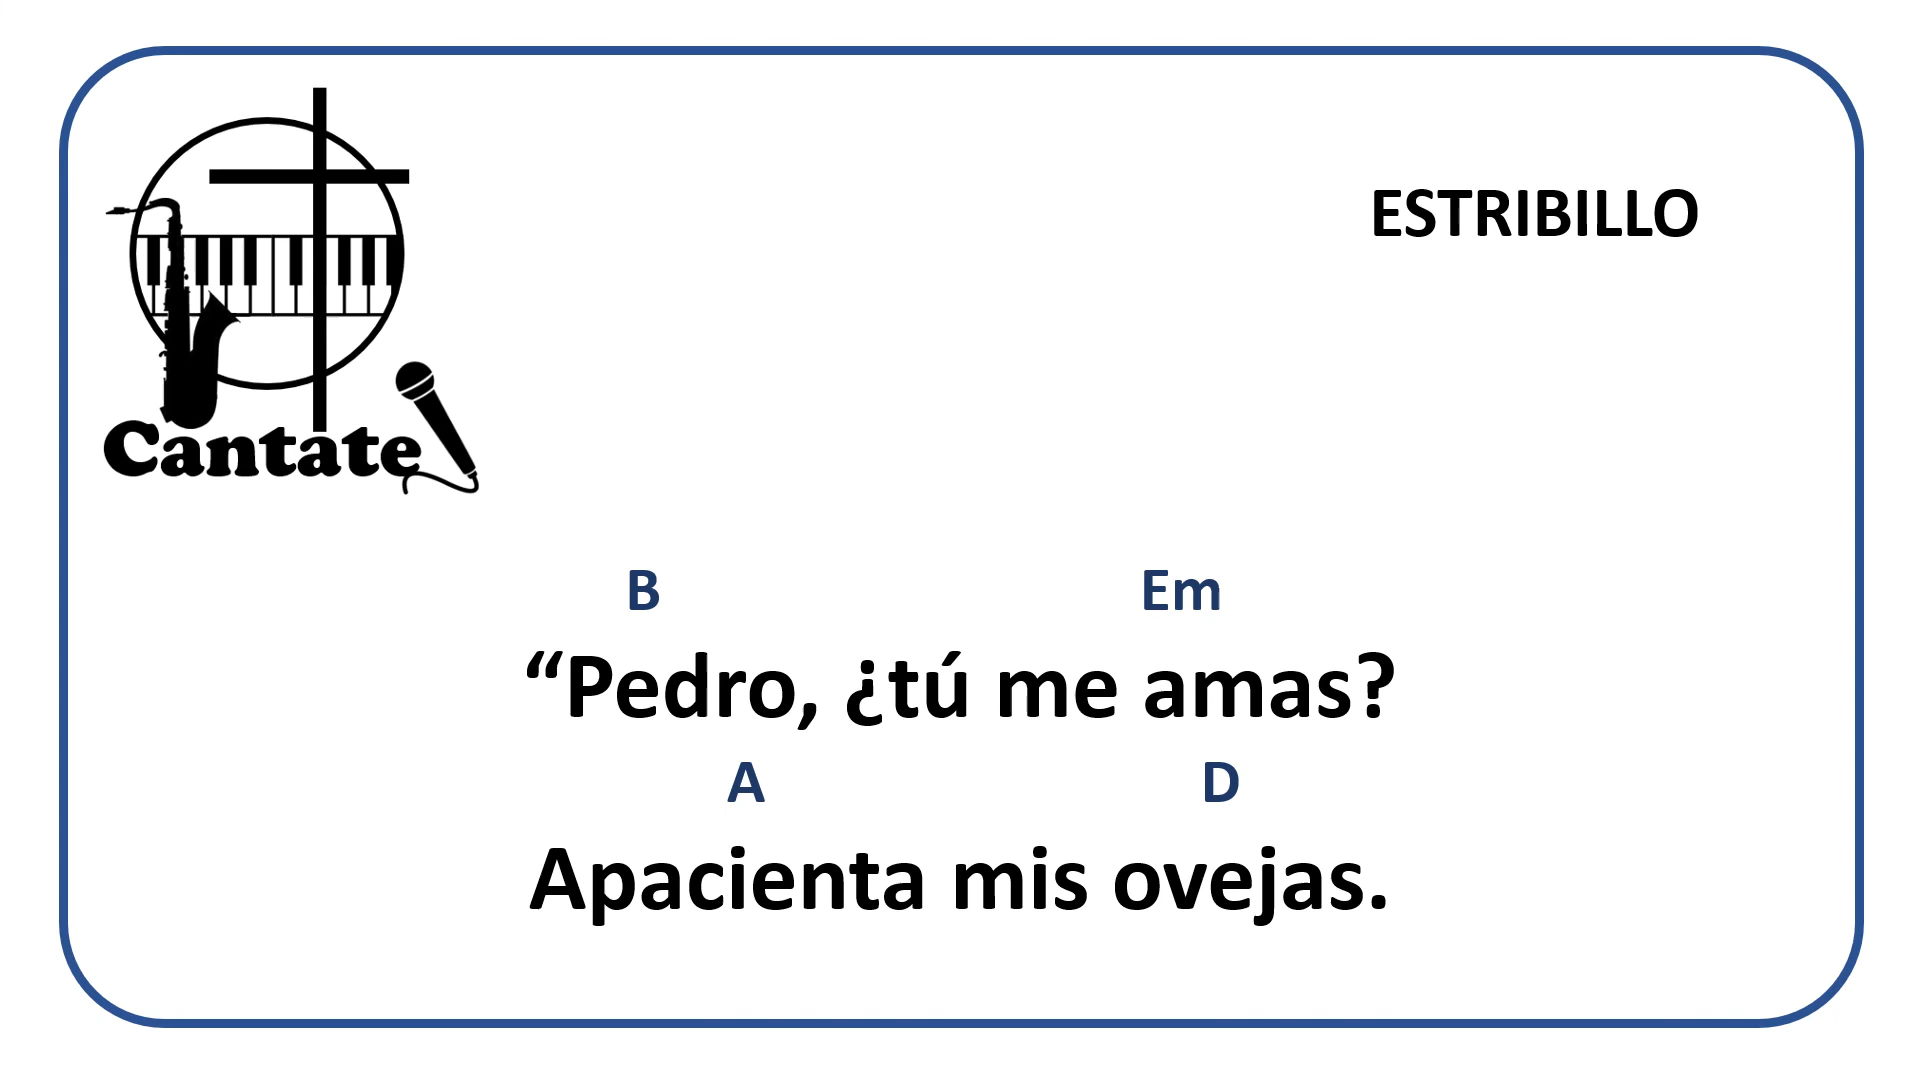 Cantate
ESTRIBILLO
B Em
“Pedro, ¿tú me amas?
A D
Apacienta mis ovejas.